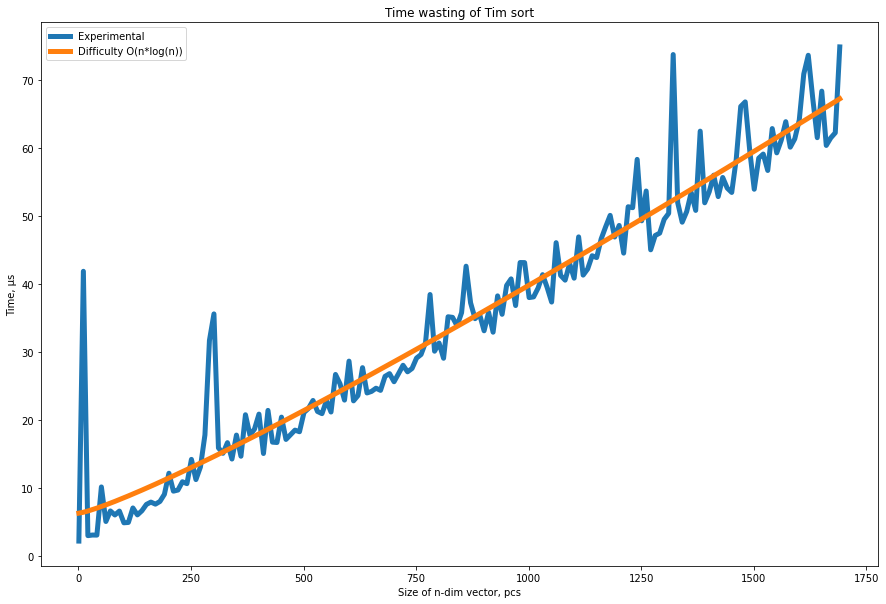 Time wasting of Tim sort
Experimental
Difficulty O(n*log(n))
70
60
50
40
30
20
10
0
Time, μs
0 250 500 750 1000 1250 1500 1750
Size of n-dim vector, pcs